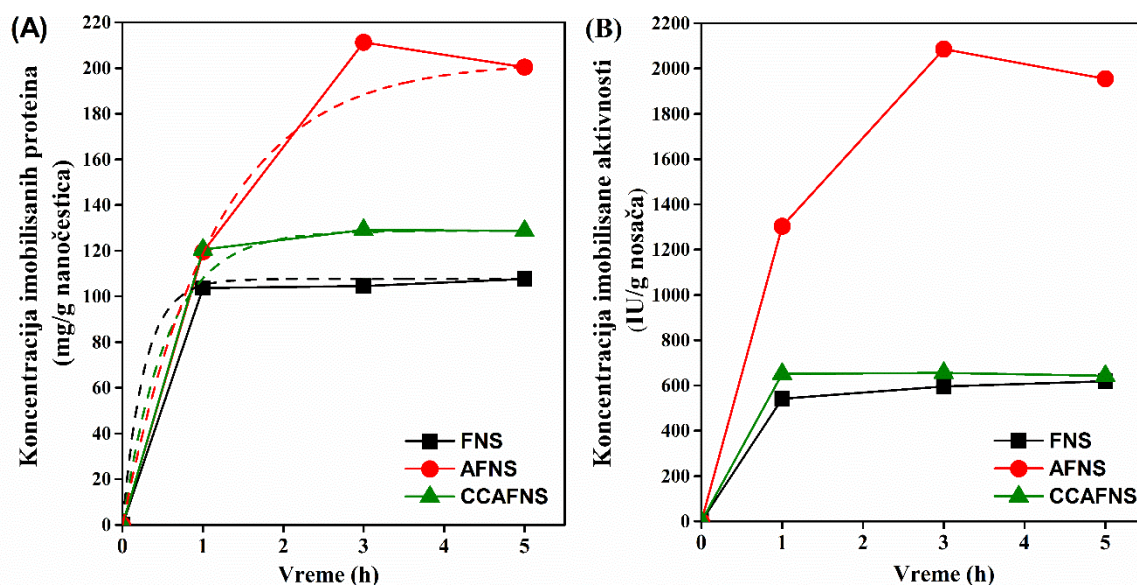 (A)
Koncentracija imobilisanih proteina
(mg/g nanočestica)
220
200
180
160
140
120
100
80
60
40
20
0
FNS
AFNS
CCAFNS
0 1 2 3 4 5
Vreme (h)
(B)
Koncentracija imobilisane aktivnosti
(IU/g nosača)
2200
2000
1800
1600
1400
1200
1000
800
600
400
200
0
FNS
AFNS
CCAFNS
0 1 2 3 4 5
Vreme (h)